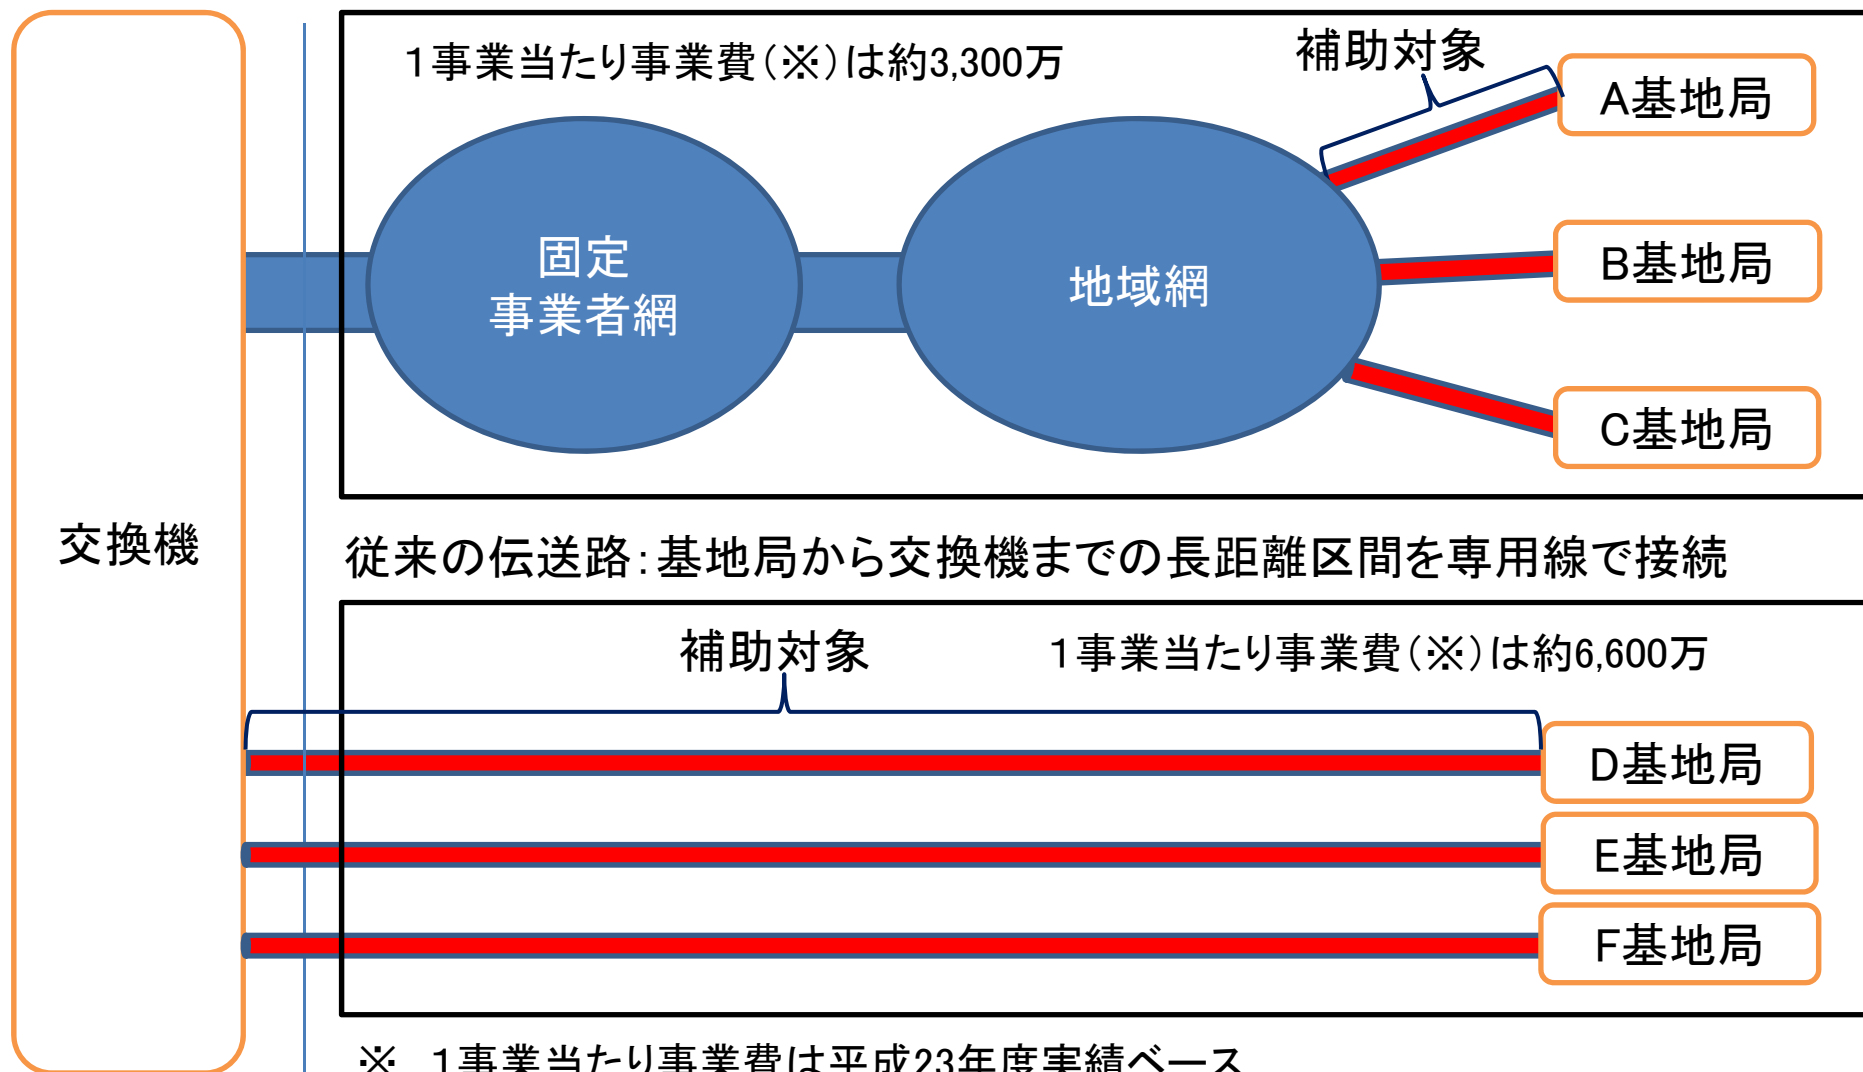 1事業当たり事業費(※)は約3,300万
補助対象
A基地局
固定
事業者網
地域網
B基地局
C基地局
交換機
従来の伝送路:基地局から交換機までの長距離区間を専用線で接続
補助対象
1事業当たり事業費(※)は約6,600万
D基地局
E基地局
F基地局
※ 1事業当たり事業費は平成23年度実績ベース